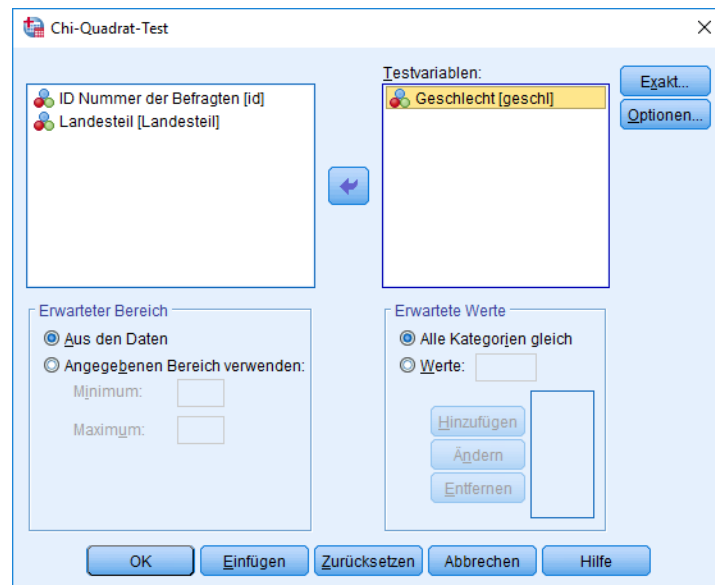 Chi-Quadrat-Test
ID Nummer der Befragten [id]
Landesteil [Landesteil]
Testvariablen:
Geschlecht [geschl]
Exakt...
Optionen...
Erwarteter Bereich
Aus den Daten
Angegebenen Bereich verwenden:
Minimum:
Maximum:
Erwartete Werte
Alle Kategorien gleich
Werte:
Hinzufügen
Ändern
Entfernen
OK
Einfügen
Zurücksetzen
Abbrechen
Hilfe